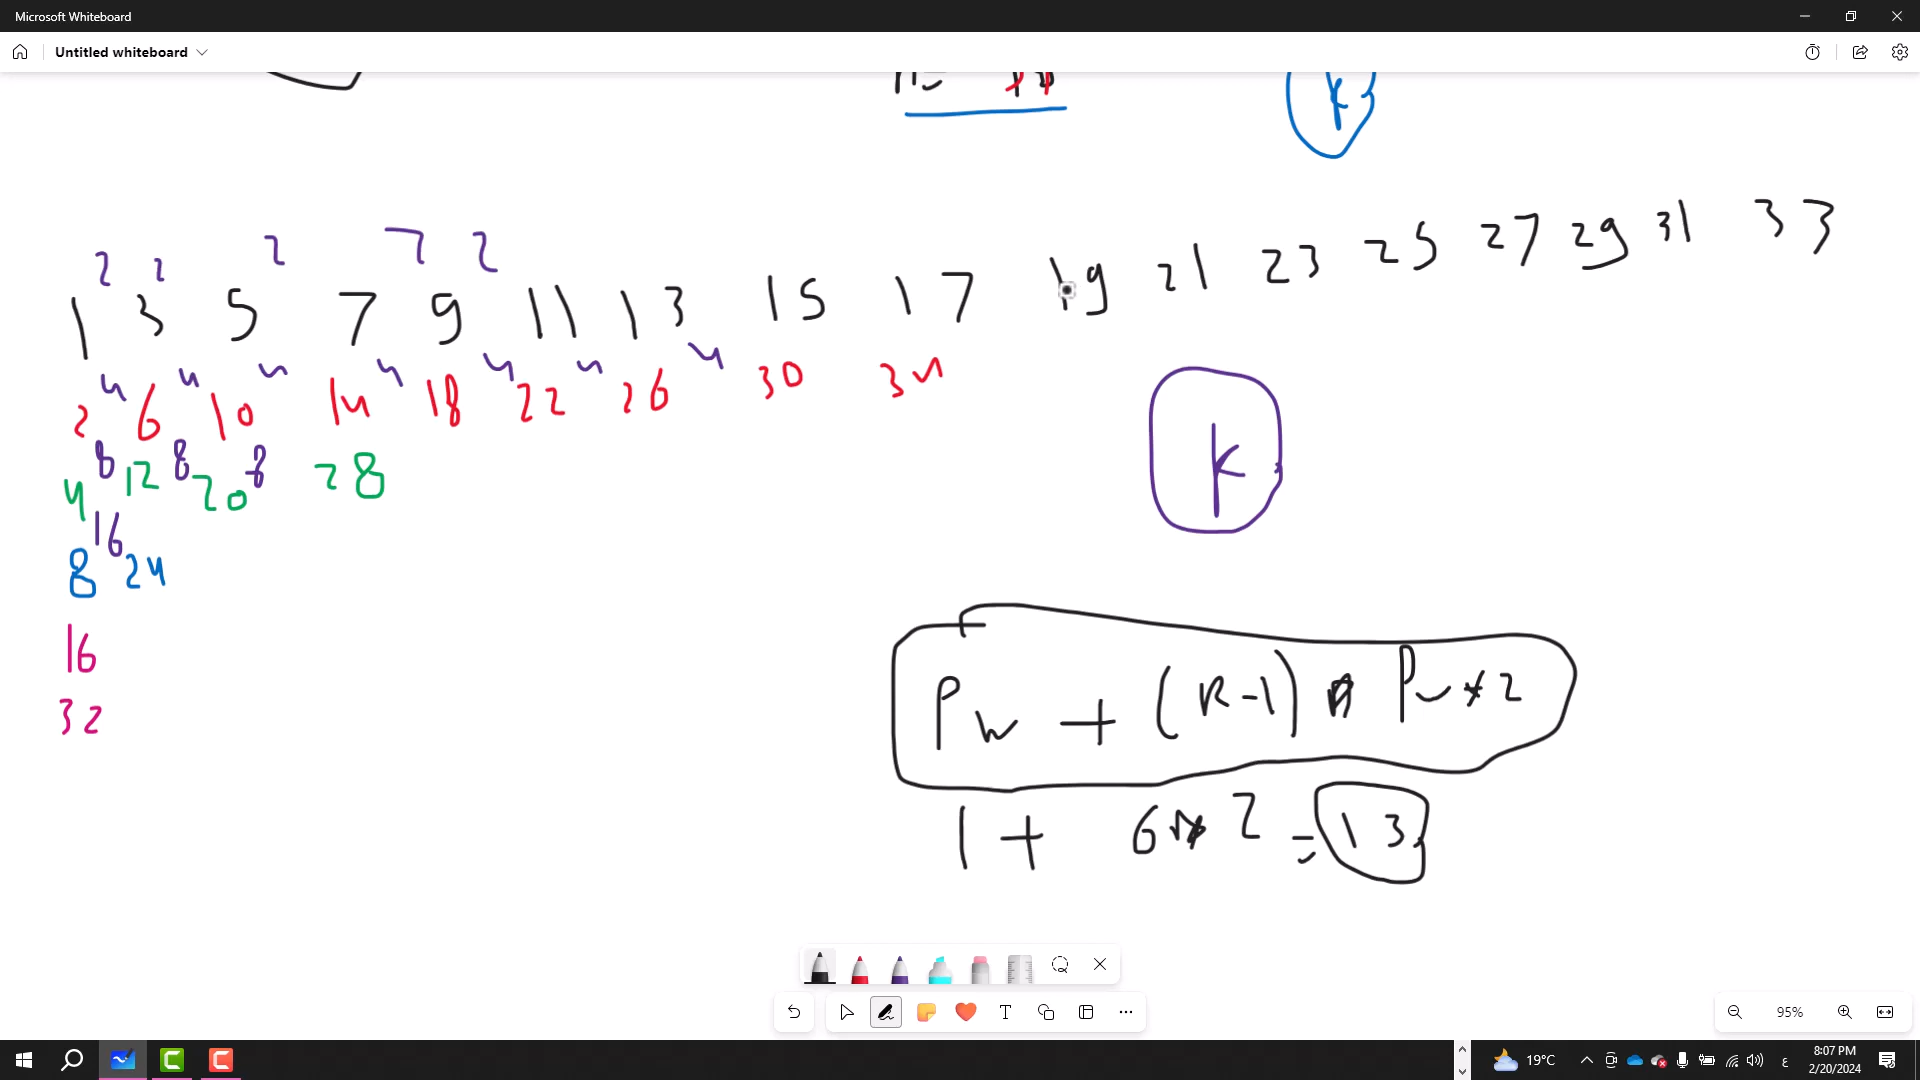 Microsoft Whiteboard
Untitled whiteboard
k
2 2 2 2 2
1 3 5 7 9 11 13 15 17 19 21 23 25 27 29 31 33
4 4 4 4 4 4 4
2 6 10 14 18 22 26 30 34
8 8 8
4 12 20 28
16
8 24
16
32
k
Pw + (k-1) * Pw * 2
1 + 6 * 2 = 13
95%
19°C
ع
8:07 PM
2/20/2024